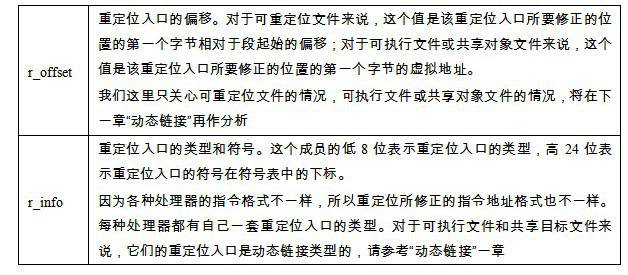 重定位入口的偏移。对于可重定位文件来说，这个值是该重定位入口所要修正的位
置的第一个字节相对于段起始的偏移；对于可执行文件或共享对象文件来说，这个
值是该重定位入口所要修正的位置的第一个字节的虚拟地址。
r_offset
我们这里只关心可重定位文件的情况，可执行文件或共享对象文件的情况，将在下
一章“动态链接”再作分析
重定位入口的类型和符号。这个成员的低 8 位表示重定位入口的类型，高 24 位表
示重定位入口的符号在符号表中的下标。
r_info
因为各种处理器的指令格式不一样，所以重定位所修正的指令地址格式也不一样。
每种处理器都有自己一套重定位入口的类型。对于可执行文件和共享目标文件来
说，它们的重定位入口是动态链接类型的，请参考“动态链接”一章